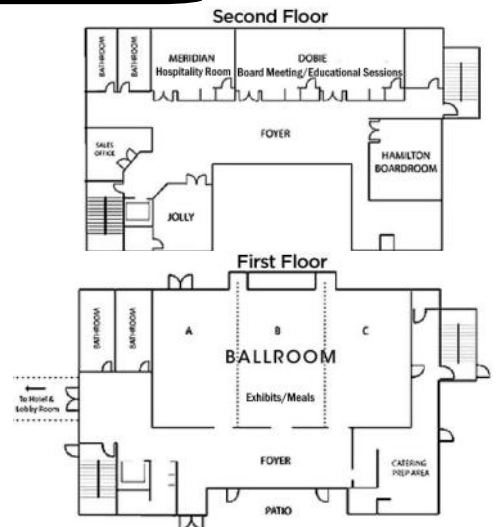 Second Floor
BATHROOM
BATHROOM
MERIDIAN
Hospitality Room
DOBIE
Board Meeting/Educational Sessions
FOYER
SALES
OFFICE
HAMILTON
BOARDROOM
JOLLY
First Floor
BATHROOM
BATHROOM
A
B
C
BALLROOM
Exhibits/Meals
To Hotel &
Lobby Room
FOYER
CATERING
PREP AREA
PATIO